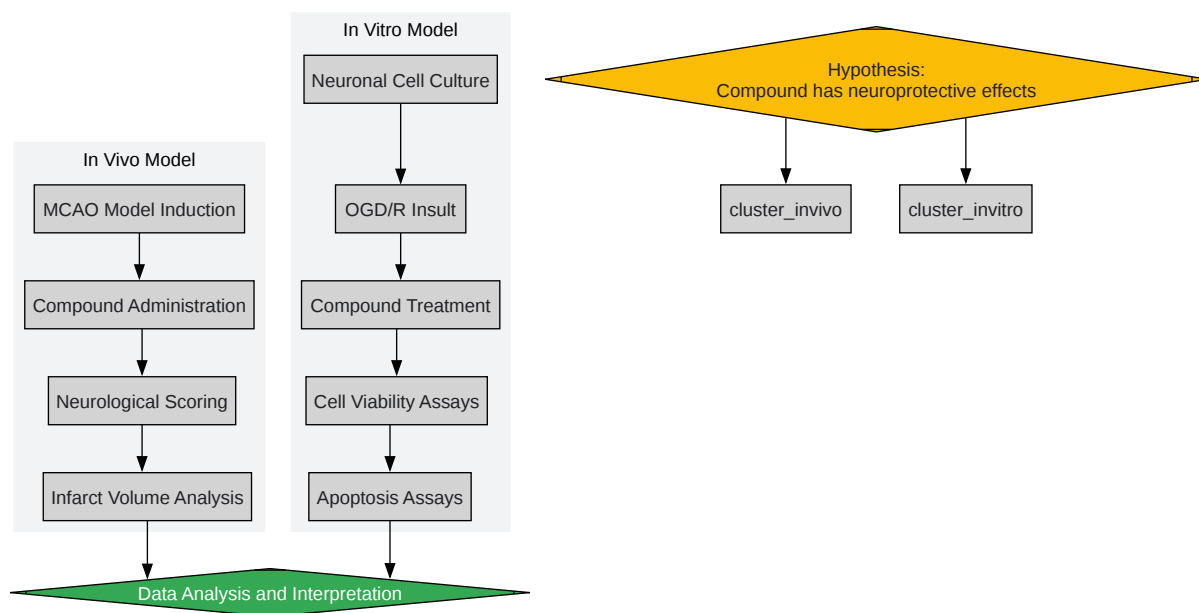 In Vivo Model
MCAO Model Induction
Compound Administration
Neurological Scoring
Infarct Volume Analysis
In Vitro Model
Neuronal Cell Culture
OGD/R Insult
Compound Treatment
Cell Viability Assays
Apoptosis Assays
Data Analysis and Interpretation
Hypothesis:
Compound has neuroprotective effects
cluster_invivo
cluster_invitro